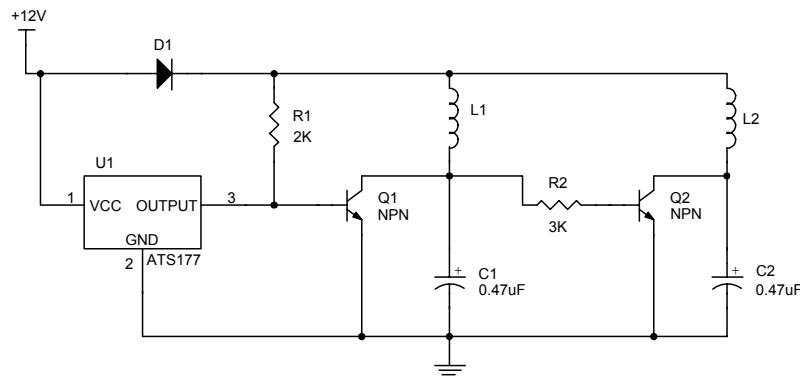 +12V
D1
R1
2K
L1
L2
U1
1
VCC
OUTPUT
3
GND
2
ATS177
Q1
NPN
R2
3K
Q2
NPN
+
C1
0.47uF
+
C2
0.47uF